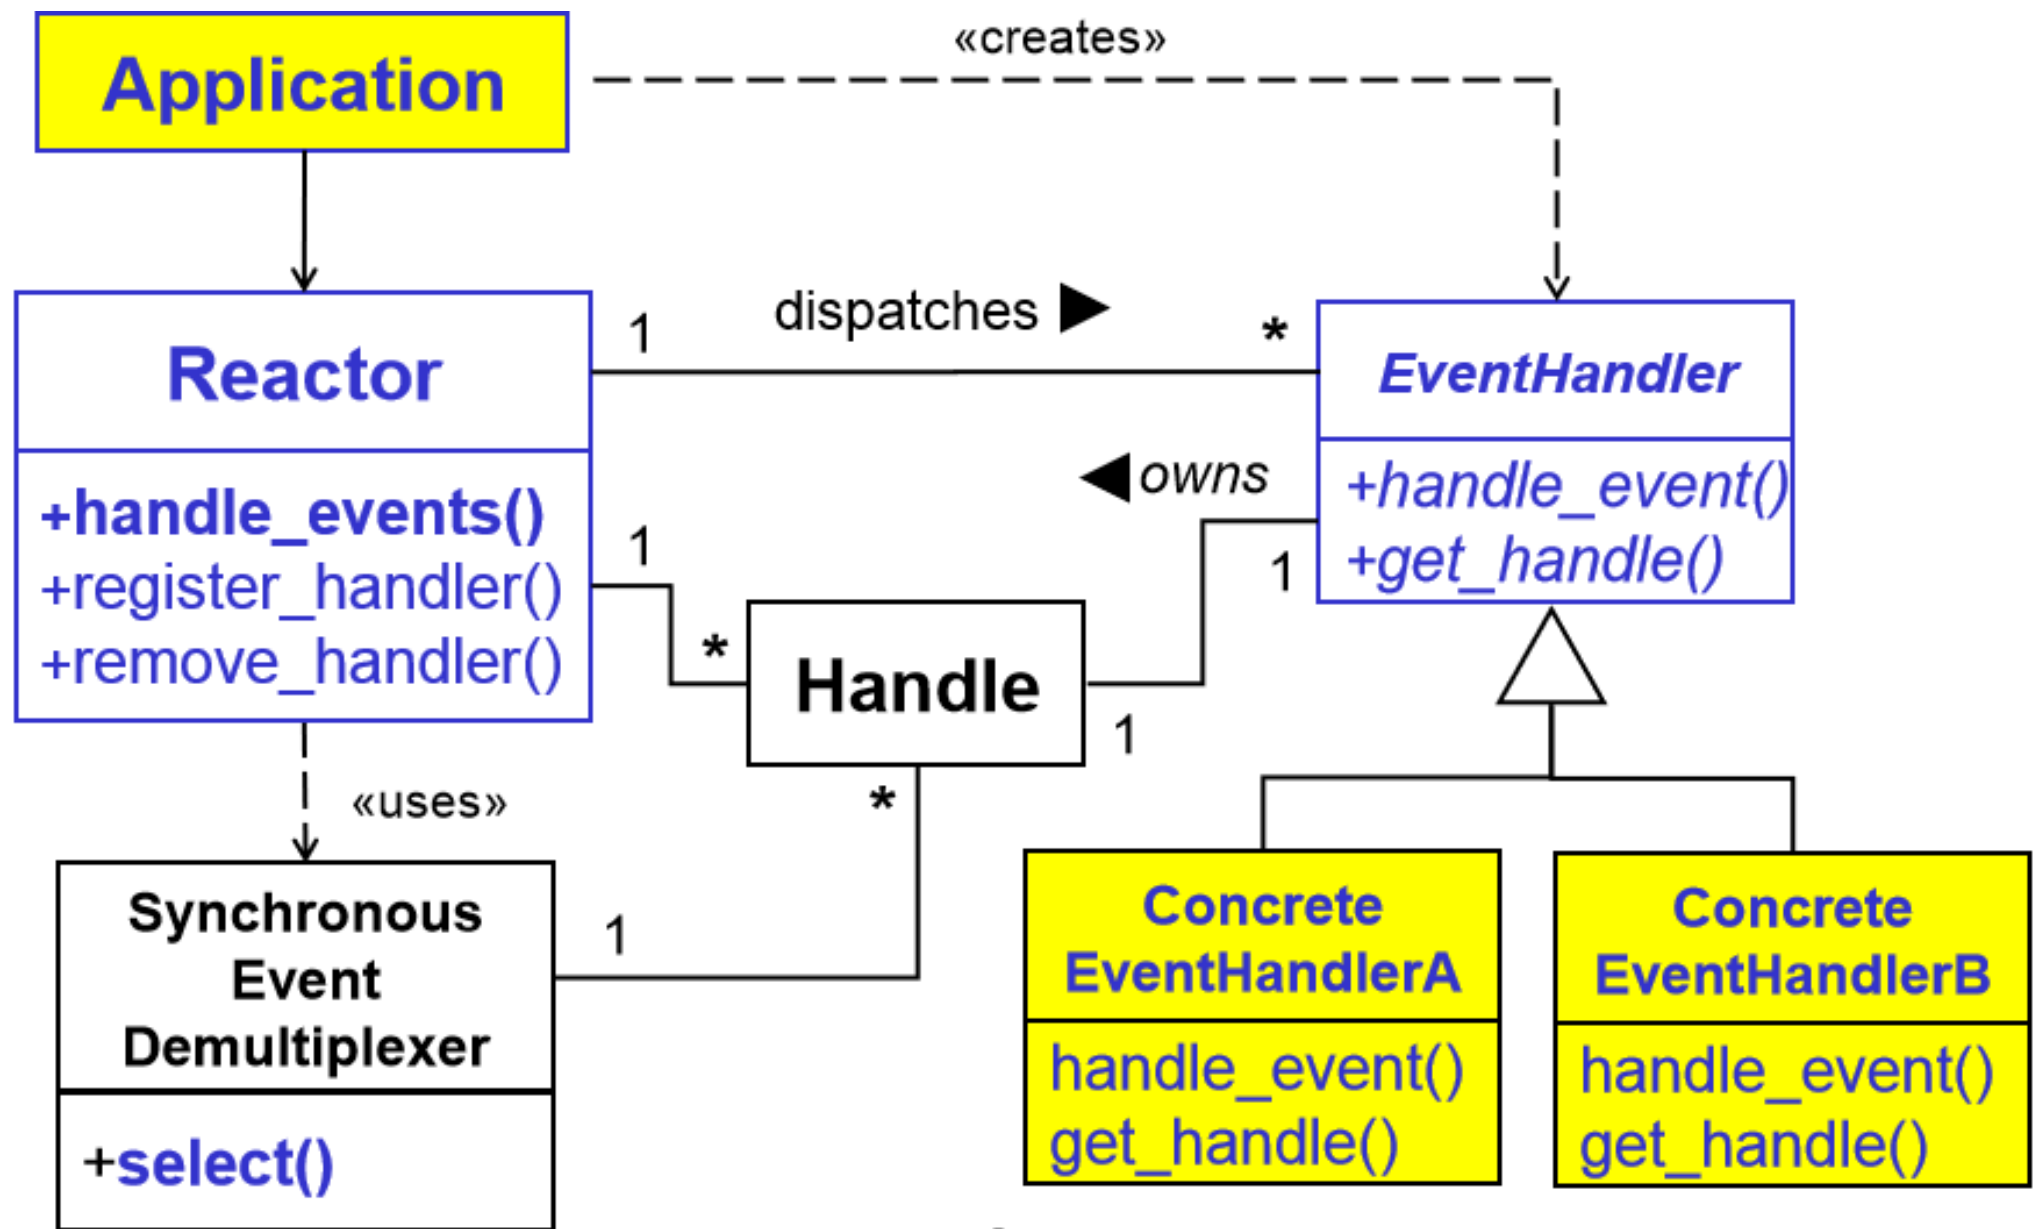 «creates»
Application
1
dispatches ▶
*
Reactor
EventHandler
+handle_events()
+register_handler()
+remove_handler()
◀ owns
+handle_event()
+get_handle()
1
1
*
Handle
1
«uses»
*
Synchronous
Event
Demultiplexer
1
+select()
Concrete
EventHandlerA
handle_event()
get_handle()
Concrete
EventHandlerB
handle_event()
get_handle()